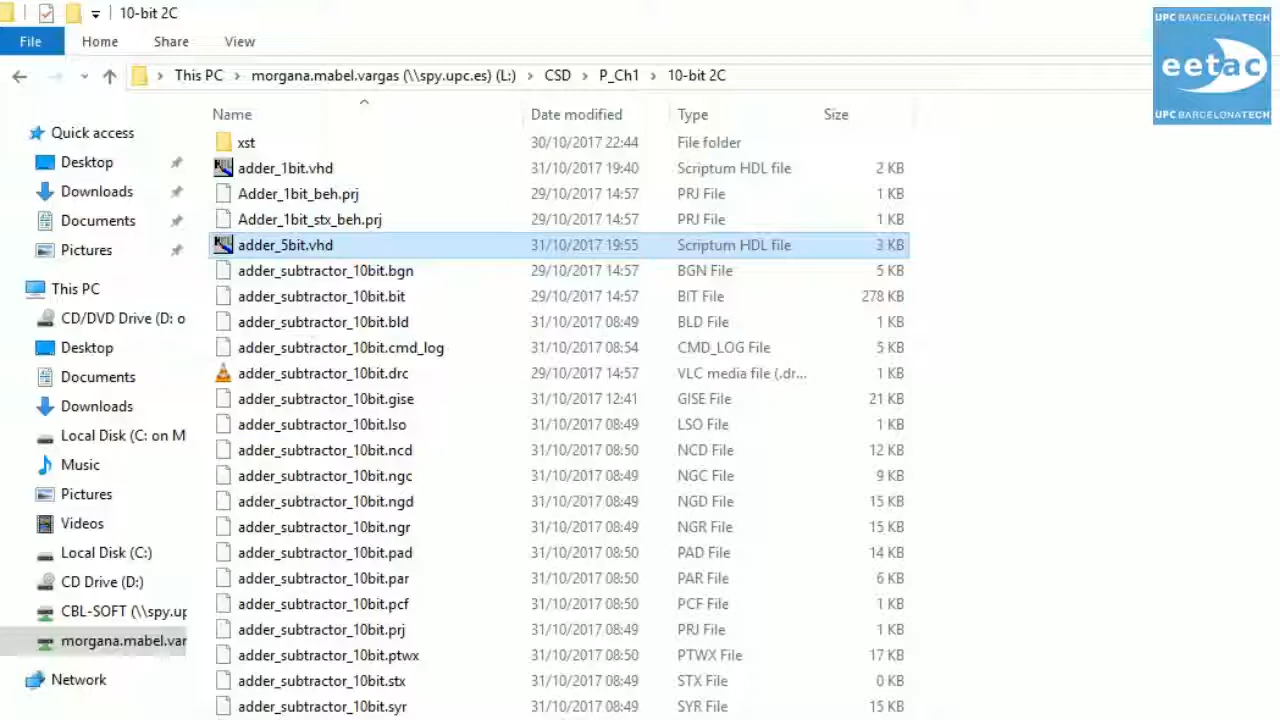 10-bit 2C
UPC BARCELONATECH
eetac
UPC BARCELONATECH
File Home Share View
This PC > morgana.mabel.vargas (\\spy.upc.es) (L:) > CSD > P_Ch1 > 10-bit 2C
Name Date modified Type Size
Quick access
Desktop
Downloads
Documents
Pictures
This PC
CD/DVD Drive (D: o
Desktop
Documents
Downloads
Local Disk (C: on M
Music
Pictures
Videos
Local Disk (C:)
CD Drive (D:)
CBL-SOFT (\\spy.up
morgana.mabel.var
Network
xst 30/10/2017 22:44 File folder
adder_1bit.vhd 31/10/2017 19:40 Scriptum HDL file 2 KB
Adder_1bit_beh.prj 29/10/2017 14:57 PRJ File 1 KB
Adder_1bit_stx_beh.prj 29/10/2017 14:57 PRJ File 1 KB
adder_5bit.vhd 31/10/2017 19:55 Scriptum HDL file 3 KB
adder_subtractor_10bit.bgn 29/10/2017 14:57 BGN File 5 KB
adder_subtractor_10bit.bit 29/10/2017 14:57 BIT File 278 KB
adder_subtractor_10bit.bld 31/10/2017 08:49 BLD File 1 KB
adder_subtractor_10bit.cmd_log 31/10/2017 08:54 CMD_LOG File 5 KB
adder_subtractor_10bit.drc 29/10/2017 14:57 VLC media file (.dr... 1 KB
adder_subtractor_10bit.gise 31/10/2017 12:41 GISE File 21 KB
adder_subtractor_10bit.lso 31/10/2017 08:49 LSO File 1 KB
adder_subtractor_10bit.ncd 31/10/2017 08:50 NCD File 12 KB
adder_subtractor_10bit.ngc 31/10/2017 08:49 NGC File 9 KB
adder_subtractor_10bit.ngd 31/10/2017 08:49 NGD File 15 KB
adder_subtractor_10bit.ngr 31/10/2017 08:49 NGR File 15 KB
adder_subtractor_10bit.pad 31/10/2017 08:50 PAD File 14 KB
adder_subtractor_10bit.par 31/10/2017 08:50 PAR File 6 KB
adder_subtractor_10bit.pcf 31/10/2017 08:50 PCF File 1 KB
adder_subtractor_10bit.prj 31/10/2017 08:49 PRJ File 1 KB
adder_subtractor_10bit.ptwx 31/10/2017 08:50 PTWX File 17 KB
adder_subtractor_10bit.stx 31/10/2017 08:49 STX File 0 KB
adder_subtractor_10bit.syr 31/10/2017 08:49 SYR File 15 KB